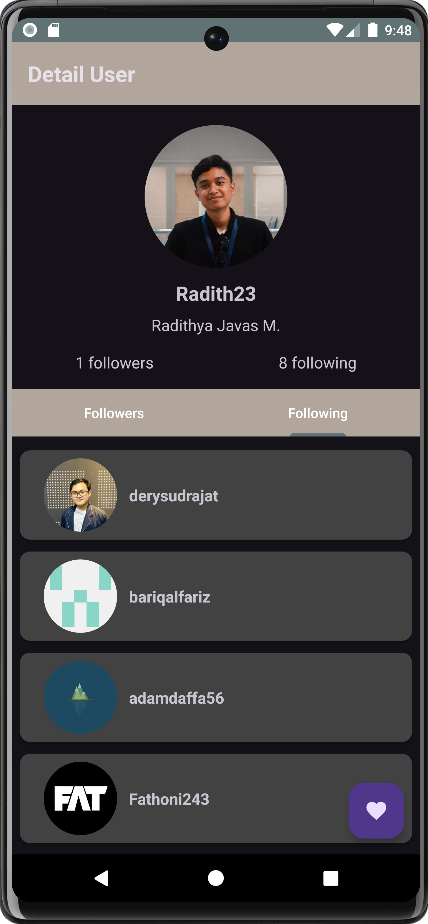 9:48
Detail User
Radith23
Radithya Javas M.
1 followers 8 following
Followers Following
derysudrajat
bariqalfariz
adamdaffa56
FAT
Fathoni243